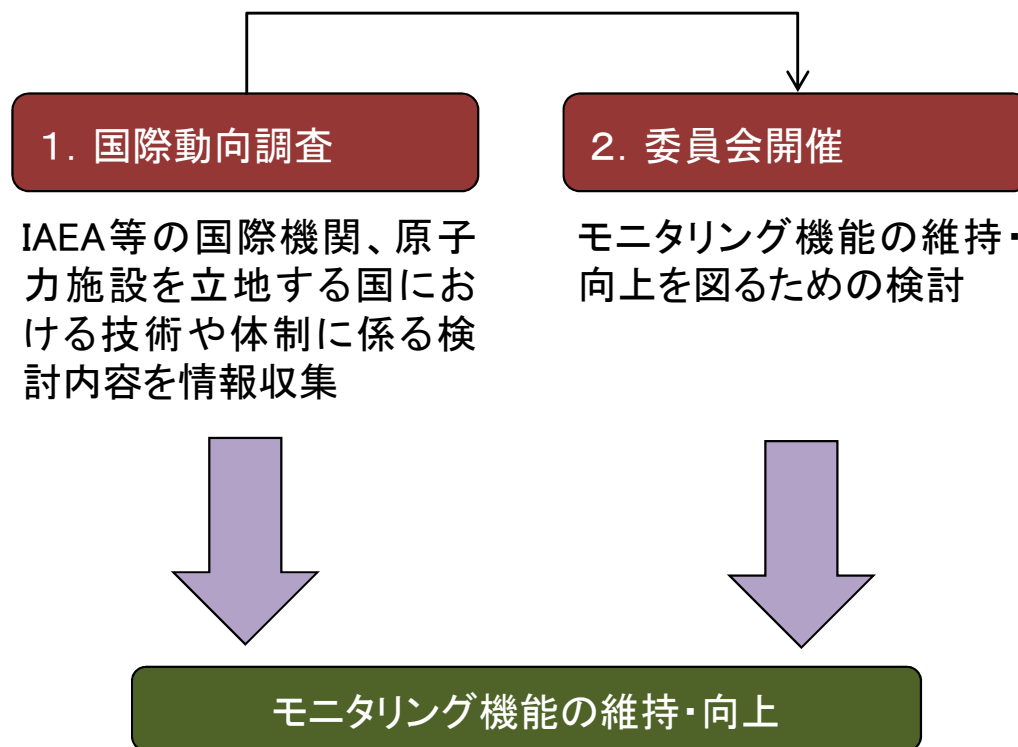 １．国際動向調査
IAEA等の国際機関、原子
力施設を立地する国にお
ける技術や体制に係る検
討内容を情報収集
２．委員会開催
モニタリング機能の維持・
向上を図るための検討
モニタリング機能の維持・向上